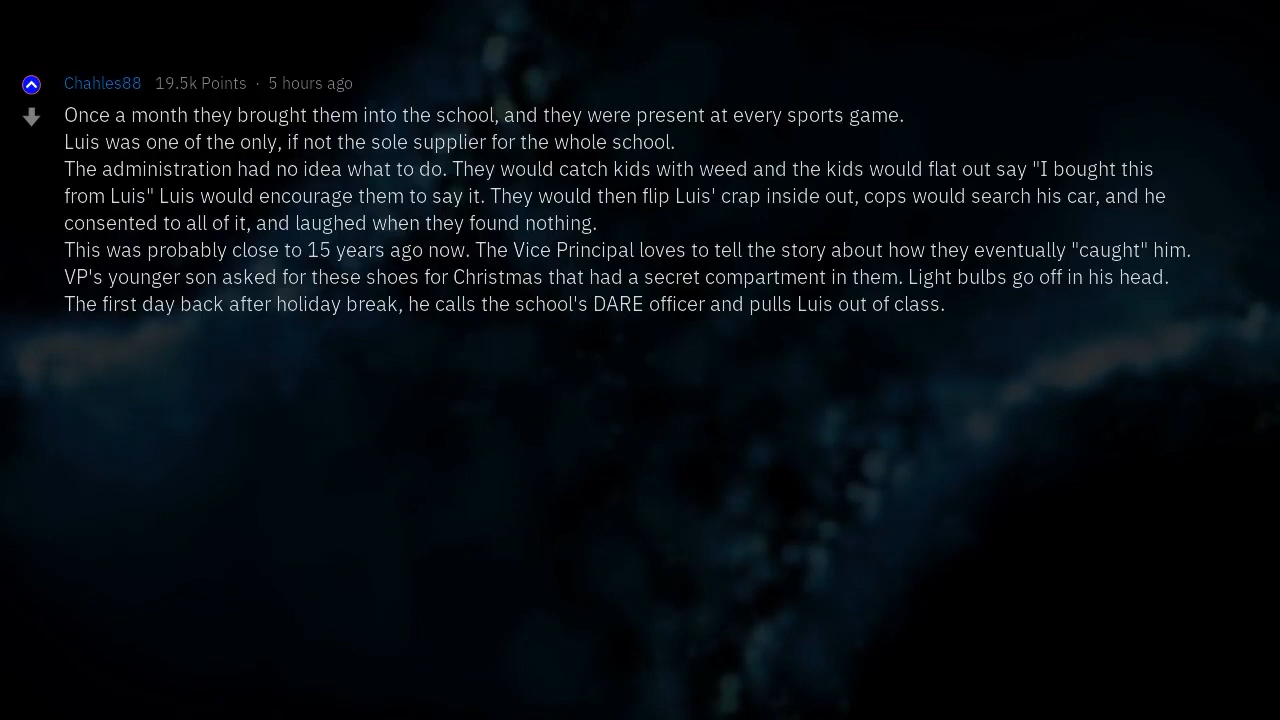 Chahles88 19.5k Points · 5 hours ago
Once a month they brought them into the school, and they were present at every sports game.
Luis was one of the only, if not the sole supplier for the whole school.
The administration had no idea what to do. They would catch kids with weed and the kids would flat out say "I bought this
from Luis" Luis would encourage them to say it. They would then flip Luis' crap inside out, cops would search his car, and he
consented to all of it, and laughed when they found nothing.
This was probably close to 15 years ago now. The Vice Principal loves to tell the story about how they eventually "caught" him.
VP's younger son asked for these shoes for Christmas that had a secret compartment in them. Light bulbs go off in his head.
The first day back after holiday break, he calls the school's DARE officer and pulls Luis out of class.